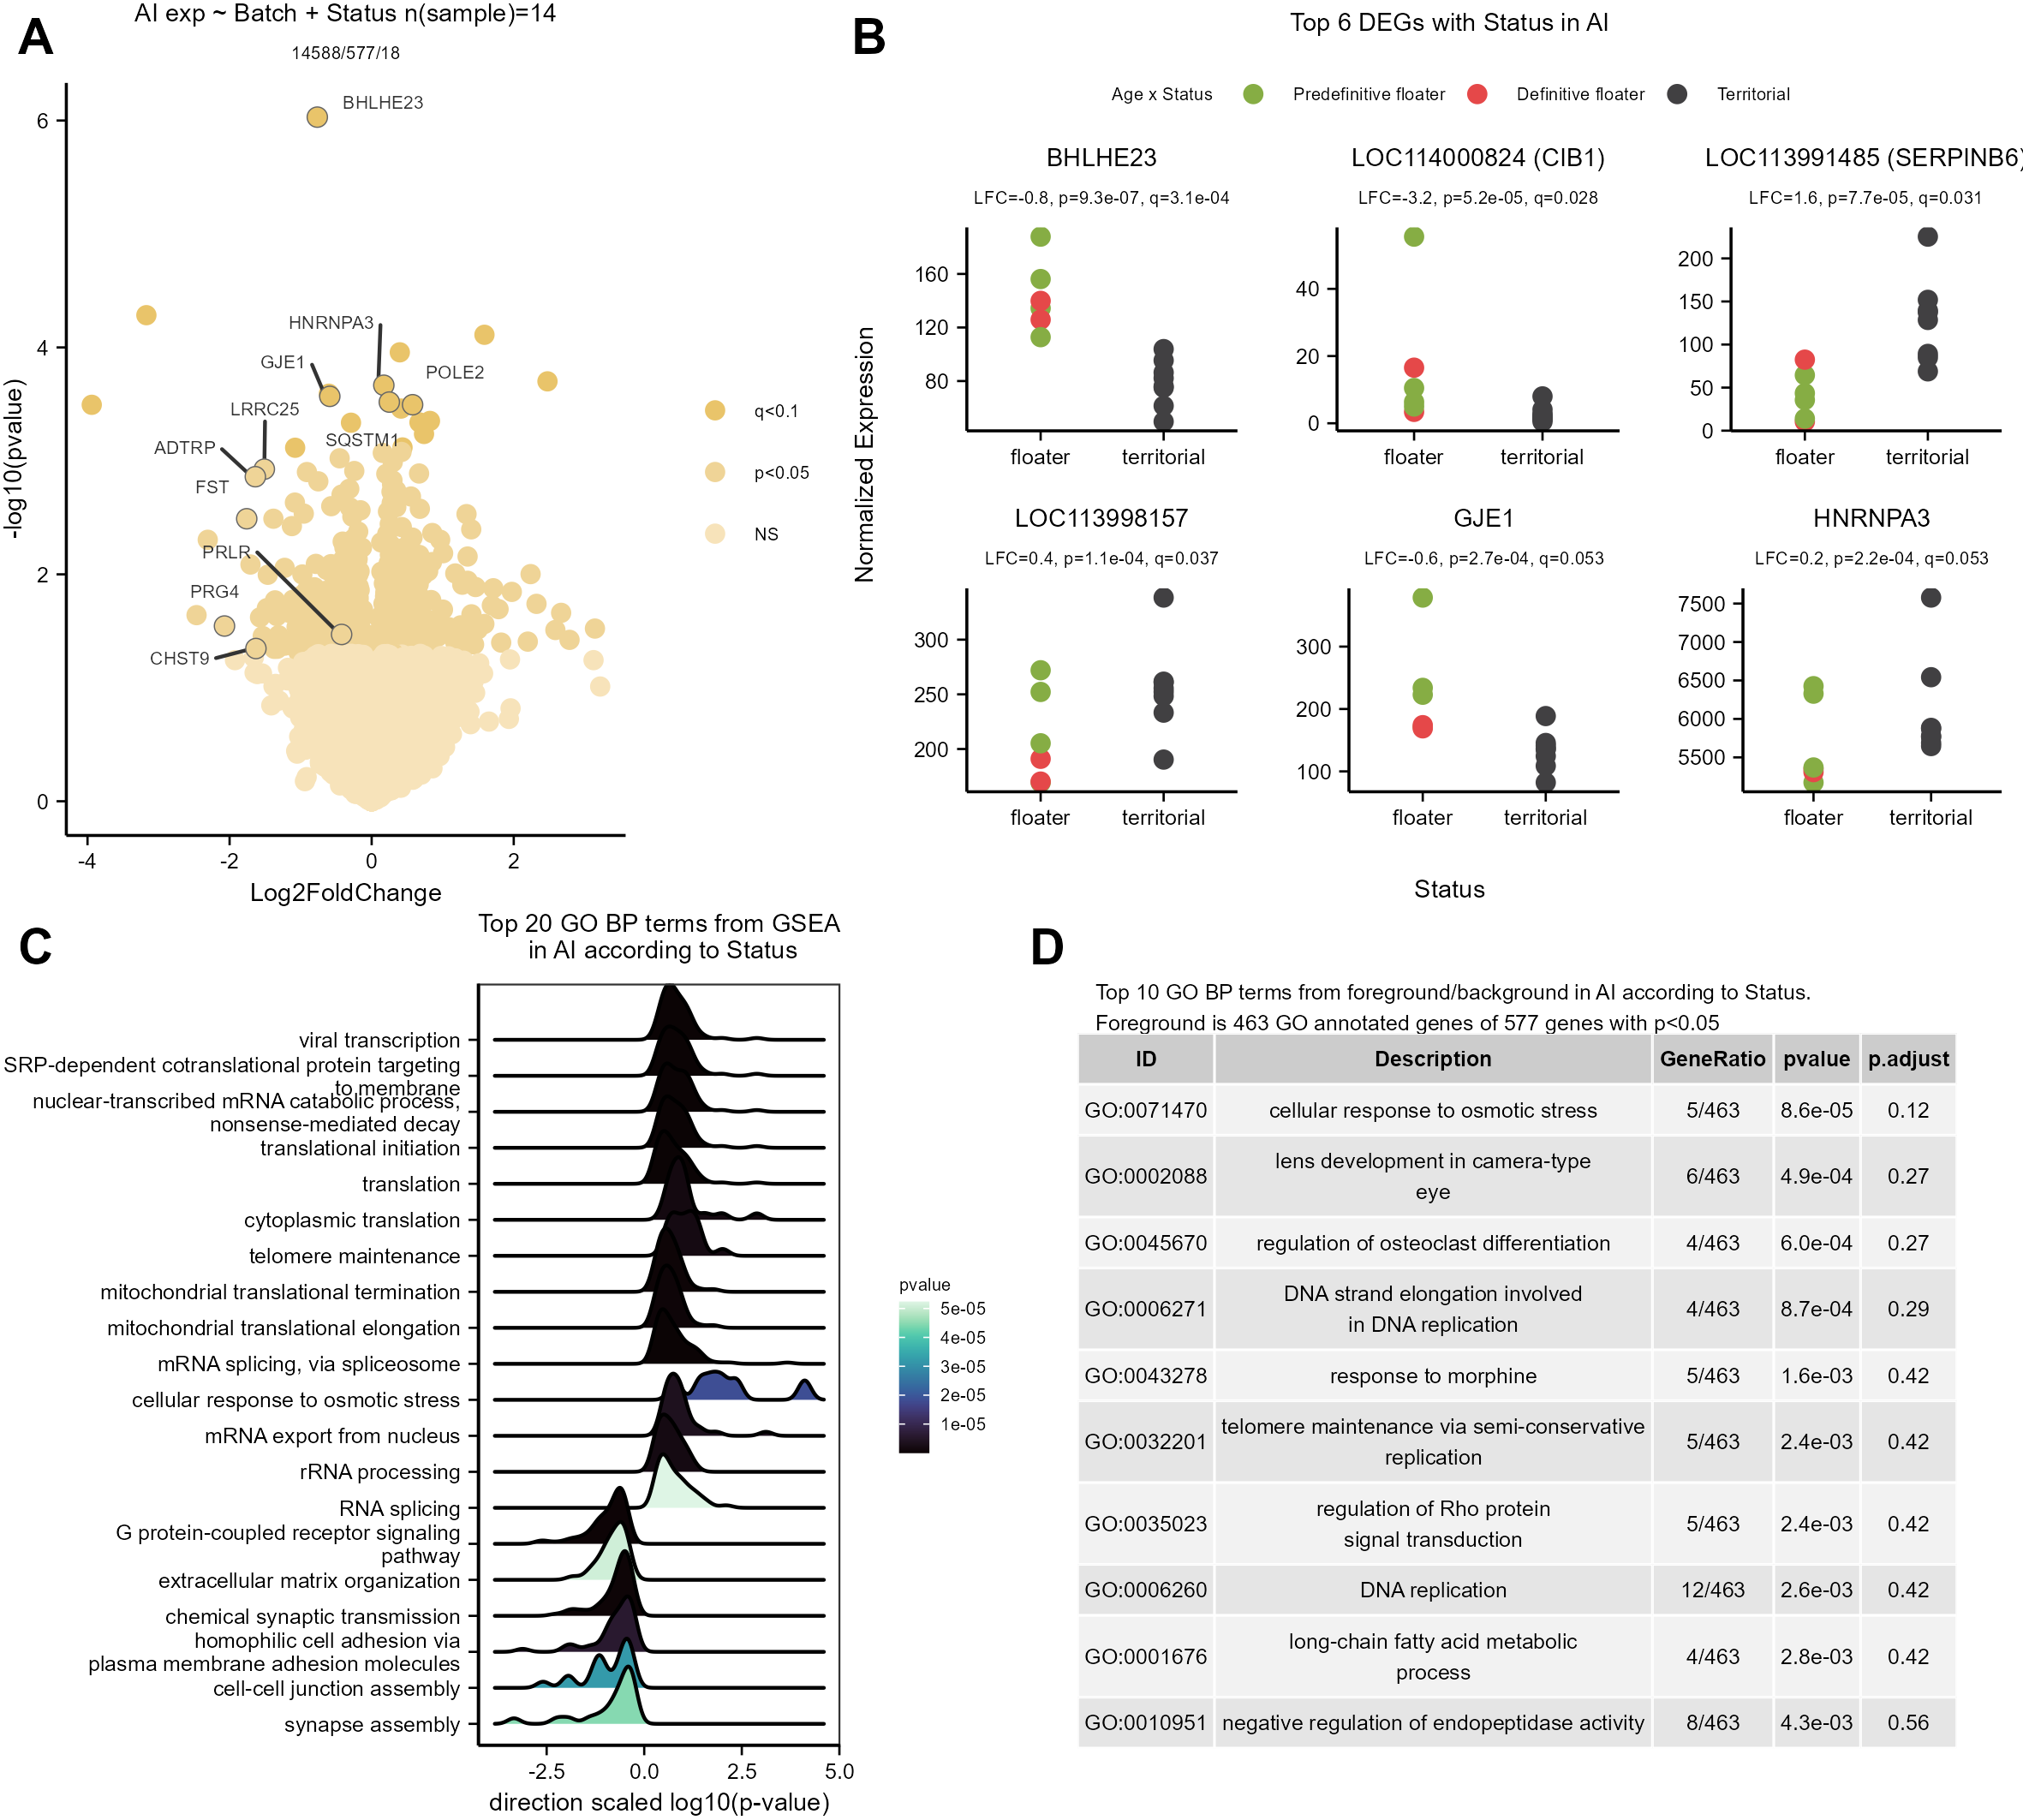 A
AI exp ~ Batch + Status n(sample)=14
14588/577/18
-log10(pvalue)
6
4
2
0
-4
-2
0
2
Log2FoldChange
BHLHE23
HNRNPA3
GJE1
POLE2
LRRC25
SQSTM1
ADTRP
FST
PRLR
PRG4
CHST9
q<0.1
p<0.05
NS
B
Top 6 DEGs with Status in AI
Age x Status
Predefinitive floater
Definitive floater
Territorial
Normalized Expression
BHLHE23
LFC=-0.8, p=9.3e-07, q=3.1e-04
160
120
80
floater
territorial
LOC114000824 (CIB1)
LFC=-3.2, p=5.2e-05, q=0.028
40
20
0
floater
territorial
LOC113991485 (SERPINB6)
LFC=1.6, p=7.7e-05, q=0.031
200
150
100
50
0
floater
territorial
LOC113998157
LFC=0.4, p=1.1e-04, q=0.037
300
250
200
floater
territorial
GJE1
LFC=-0.6, p=2.7e-04, q=0.053
300
200
100
floater
territorial
HNRNPA3
LFC=0.2, p=2.2e-04, q=0.053
7500
7000
6500
6000
5500
floater
territorial
Status
C
Top 20 GO BP terms from GSEA
in AI according to Status
viral transcription
SRP-dependent cotranslational protein targeting
to membrane
nuclear-transcribed mRNA catabolic process,
nonsense-mediated decay
translational initiation
translation
cytoplasmic translation
telomere maintenance
mitochondrial translational termination
mitochondrial translational elongation
mRNA splicing, via spliceosome
cellular response to osmotic stress
mRNA export from nucleus
rRNA processing
RNA splicing
G protein-coupled receptor signaling
pathway
extracellular matrix organization
chemical synaptic transmission
homophilic cell adhesion via
plasma membrane adhesion molecules
cell-cell junction assembly
synapse assembly
-2.5
0.0
2.5
5.0
direction scaled log10(p-value)
pvalue
5e-05
4e-05
3e-05
2e-05
1e-05
D
Top 10 GO BP terms from foreground/background in AI according to Status.
Foreground is 463 GO annotated genes of 577 genes with p<0.05
ID Description GeneRatio pvalue p.adjust
GO:0071470 cellular response to osmotic stress 5/463 8.6e-05 0.12
lens development in camera-type
GO:0002088 eye 6/463 4.9e-04 0.27
GO:0045670 regulation of osteoclast differentiation 4/463 6.0e-04 0.27
DNA strand elongation involved
GO:0006271 in DNA replication 4/463 8.7e-04 0.29
GO:0043278 response to morphine 5/463 1.6e-03 0.42
telomere maintenance via semi-conservative
GO:0032201 replication 5/463 2.4e-03 0.42
regulation of Rho protein
GO:0035023 signal transduction 5/463 2.4e-03 0.42
GO:0006260 DNA replication 12/463 2.6e-03 0.42
long-chain fatty acid metabolic
GO:0001676 process 4/463 2.8e-03 0.42
GO:0010951 negative regulation of endopeptidase activity 8/463 4.3e-03 0.56